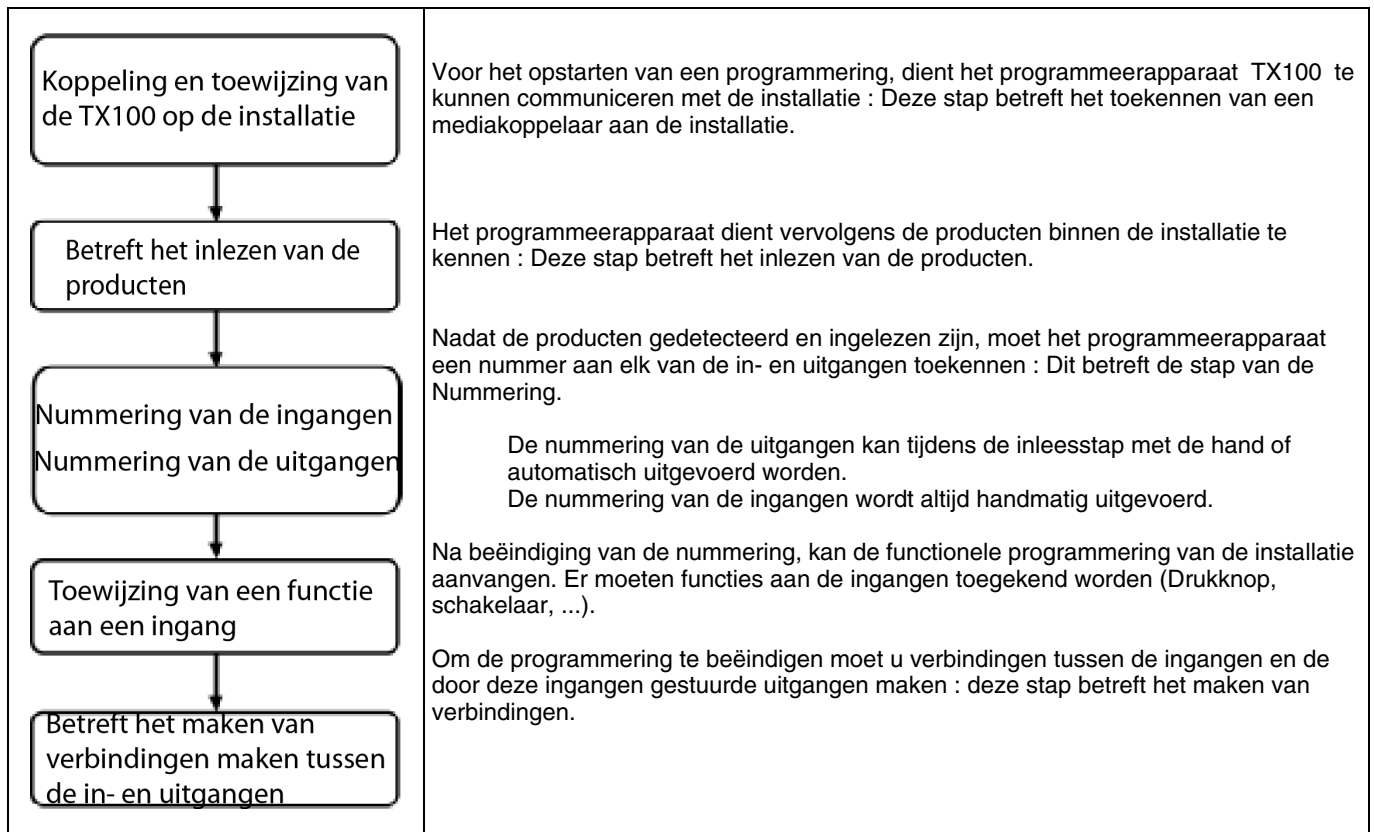 Koppeling en toewijzing van
de TX100 op de installatie
Voor het opstarten van een programmering, dient het programmeerapparaat TX100 te
kunnen communiceren met de installatie : Deze stap betreft het toekennen van een
mediakoppelaar aan de installatie.
Betreft het inlezen van de
producten
Het programmeerapparaat dient vervolgens de producten binnen de installatie te
kennen : Deze stap betreft het inlezen van de producten.
Nummering van de ingangen
Nummering van de uitgangen
Nadat de producten gedetecteerd en ingelezen zijn, moet het programmeerapparaat
een nummer aan elk van de in- en uitgangen toekennen : Dit betreft de stap van de
Nummering.
De nummering van de uitgangen kan tijdens de inleesstap met de hand of
automatisch uitgevoerd worden.
De nummering van de ingangen wordt altijd handmatig uitgevoerd.
Toewijzing van een functie
aan een ingang
Na beëindiging van de nummering, kan de functionele programmering van de installatie
aanvangen. Er moeten functies aan de ingangen toegekend worden (Drukknop,
schakelaar, ...).
Betreft het maken van
verbindingen maken tussen
de in- en uitgangen
Om de programmering te beëindigen moet u verbindingen tussen de ingangen en de
door deze ingangen gestuurde uitgangen maken : deze stap betreft het maken van
verbindingen.